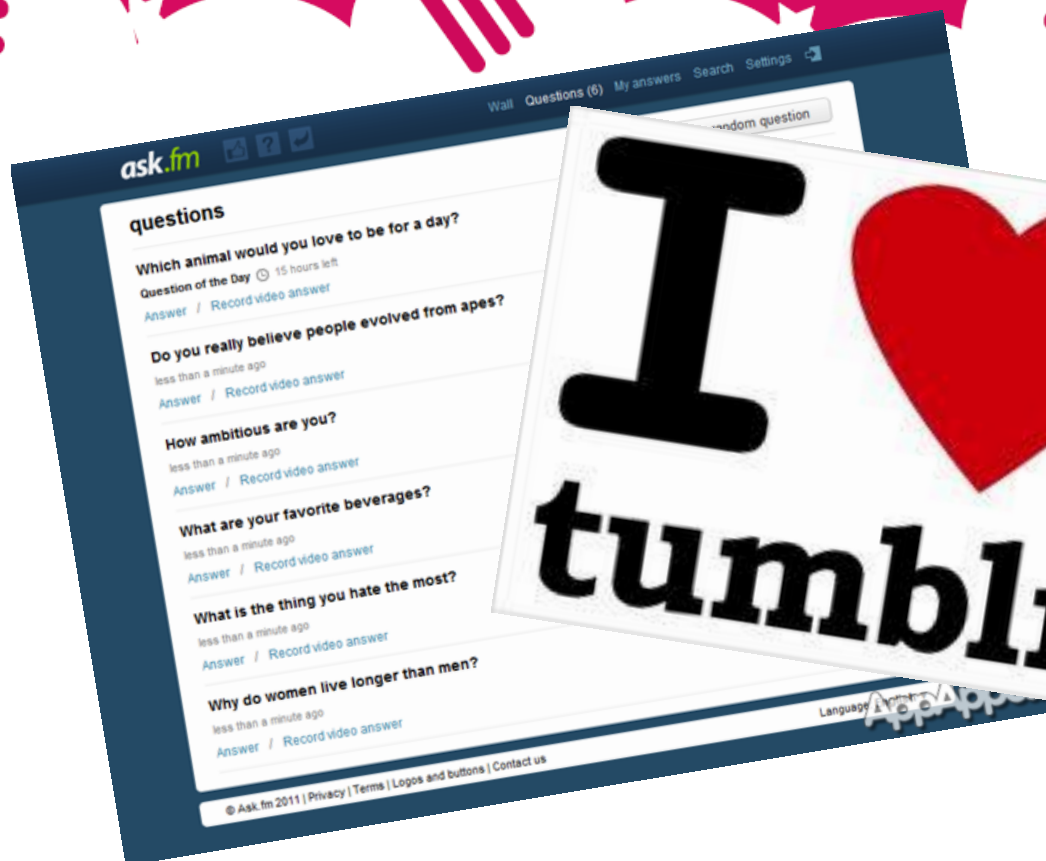 Wall Questions (6) My answers Search Settings
ask.fm
random question
questions
Which animal would you love to be for a day?
Question of the Day 15 hours left
Answer / Record video answer
Do you really believe people evolved from apes?
less than a minute ago
Answer / Record video answer
How ambitious are you?
less than a minute ago
Answer / Record video answer
What are your favorite beverages?
less than a minute ago
Answer / Record video answer
What is the thing you hate the most?
less than a minute ago
Answer / Record video answer
Why do women live longer than men?
less than a minute ago
Answer / Record video answer
Language
© Ask.fm 2011 | Privacy | Terms | Logos and buttons | Contact us
I
tumblr